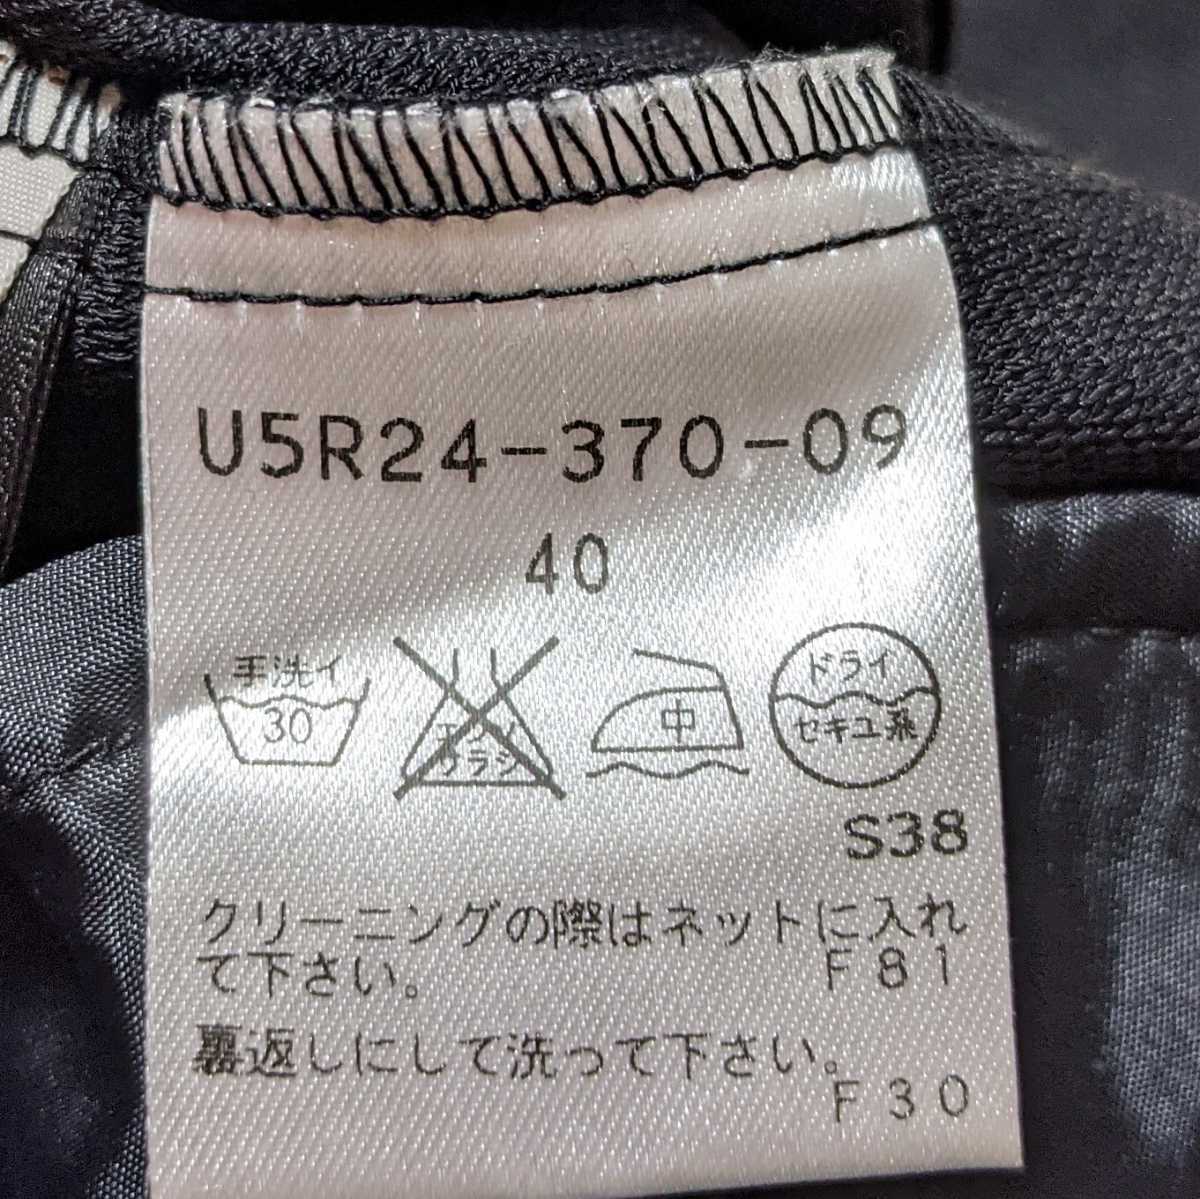 U5R24-370-09
40
手洗イ
30
エンソ
サラシ
中
ドライ
セキユ系
S38
クリーニングの際はネットに入れ
て下さい。
F81
裏返しにして洗って下さい。
F30